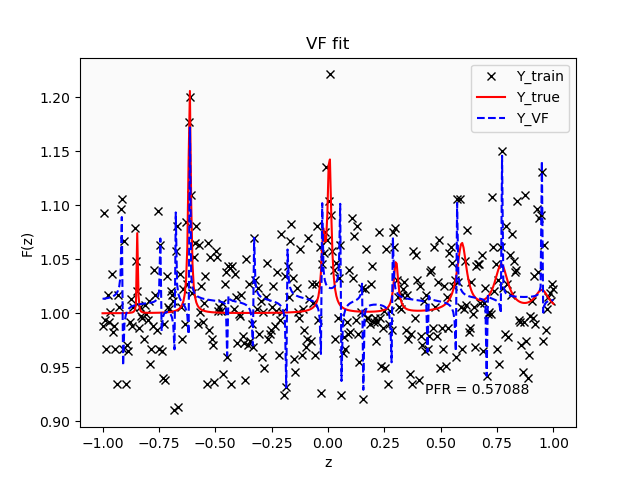 VF fit
Y_train
Y_true
Y_VF
1.20
1.15
1.10
1.05
1.00
0.95
0.90
F(z)
PFR = 0.57088
−1.00 −0.75 −0.50 −0.25 0.00 0.25 0.50 0.75 1.00
z